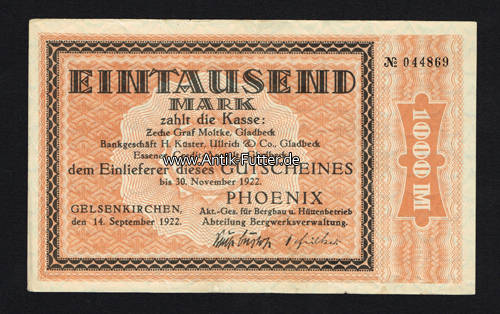 № 044869
EINTAUSEND
MARK
zahlt die Kasse:
Zeche Graf Moltke, Gladbeck
Bankgeschäft H. Küster, Ullrich & Co., Gladbeck
Essener Gladbeck
www.Antik-Futter.de
dem Einlieferer dieses GUTSCHEINES
bis 30. November 1922.
PHOENIX
GELSENKIRCHEN,
den 14. September 1922.
Akt.-Ges. für Bergbau u. Hüttenbetrieb
Abteilung Bergwerksverwaltung.
1000 M